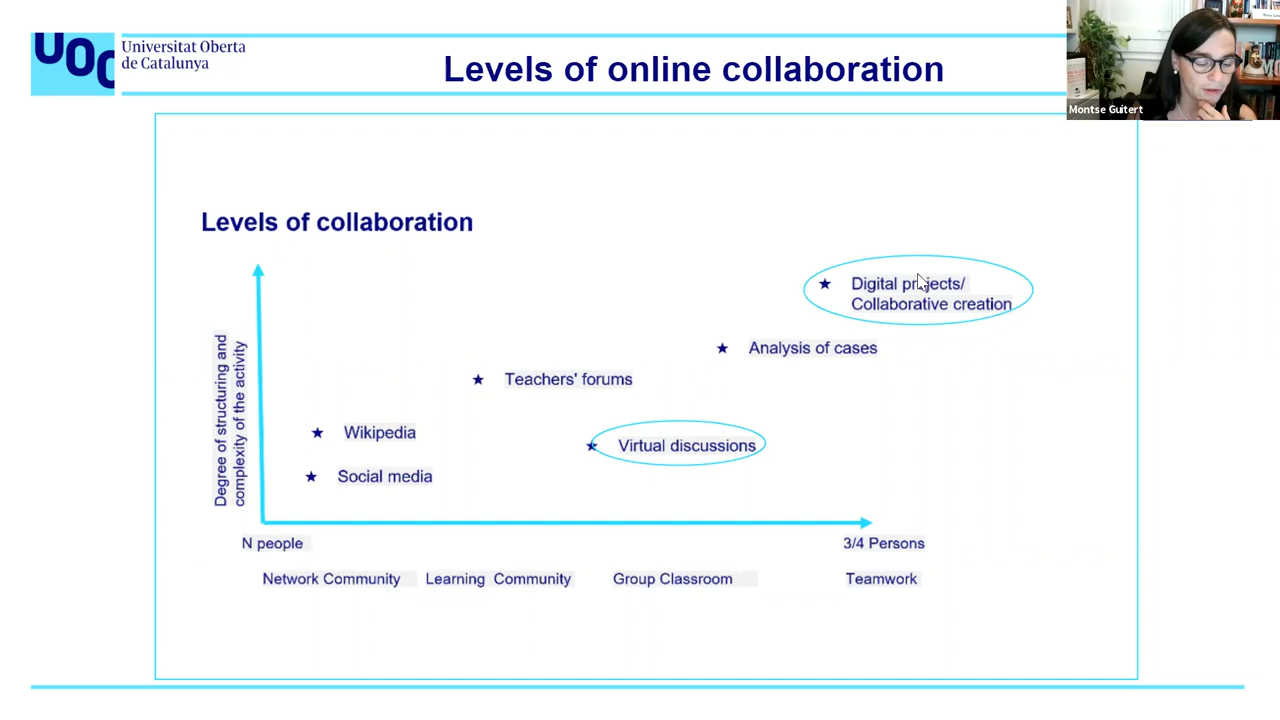 UOC
Universitat Oberta
de Catalunya
Levels of online collaboration
Montse Guitert
Levels of collaboration
Degree of structuring and
complexity of the activity
Digital projects/
Collaborative creation
Analysis of cases
Teachers' forums
Wikipedia
Virtual discussions
Social media
N people
3/4 Persons
Network Community
Learning Community
Group Classroom
Teamwork